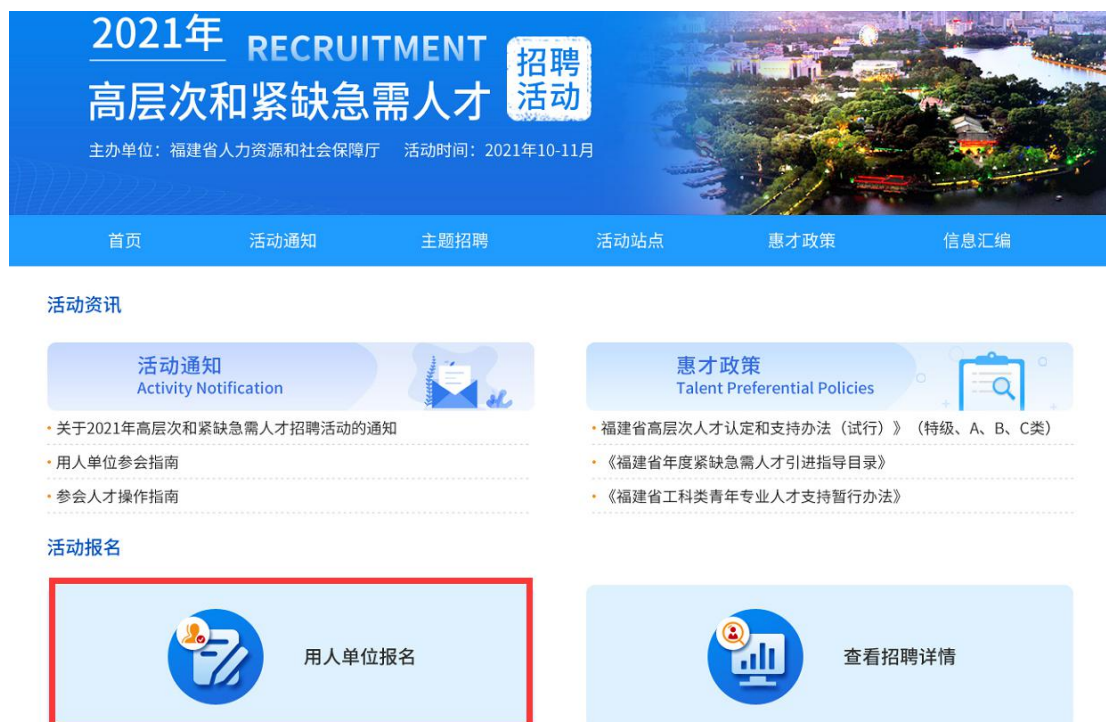 2021年 RECRUITMENT 招聘
高层次和紧缺急需人才 活动
主办单位：福建省人力资源和社会保障厅 活动时间：2021年10-11月
首页 活动通知 主题招聘 活动站点 惠才政策 信息汇编
活动资讯
活动通知
Activity Notification
·关于2021年高层次和紧缺急需人才招聘活动的通知
·用人单位参会指南
·参会人才操作指南
惠才政策
Talent Preferential Policies
·福建省高层次人才认定和支持办法（试行）》（特级、A、B、C类）
·《福建省年度紧缺急需人才引进指导目录》
·《福建省工科类青年专业人才支持暂行办法》
活动报名
用人单位报名
查看招聘详情